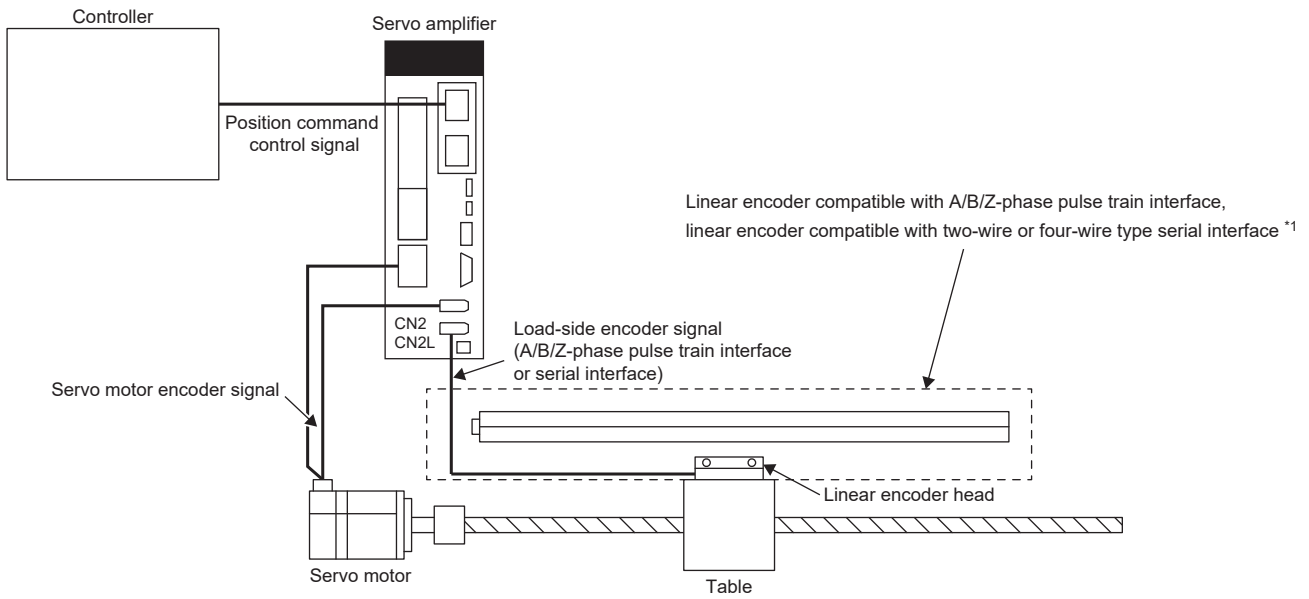 Controller
Servo amplifier
Position command
control signal
Linear encoder compatible with A/B/Z-phase pulse train interface,
linear encoder compatible with two-wire or four-wire type serial interface *1
CN2
CN2L
Load-side encoder signal
(A/B/Z-phase pulse train interface
or serial interface)
Servo motor encoder signal
Linear encoder head
Servo motor
Table